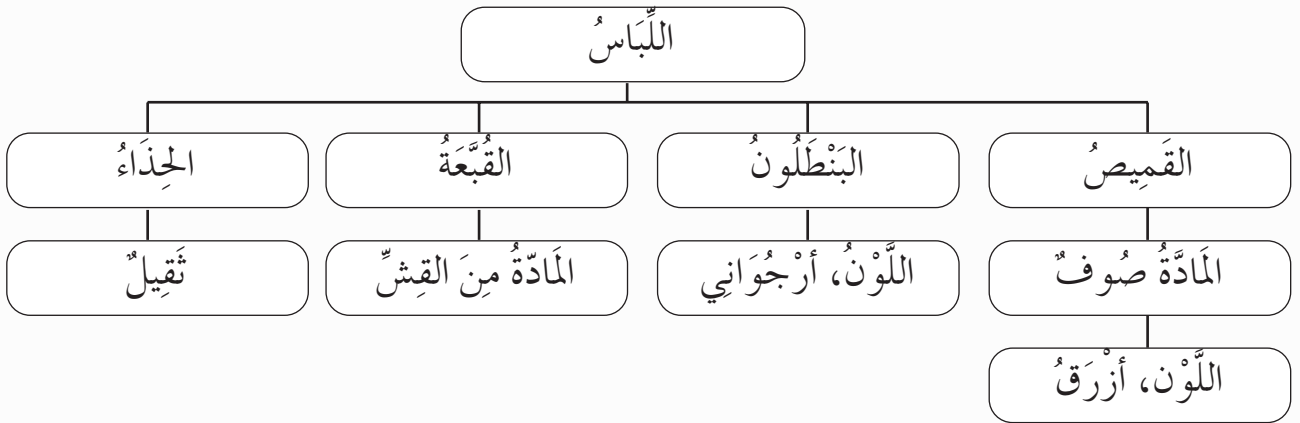 اللِّبَاسُ
القَمِيصُ
البَنْطَلُونُ
القُبَّعَةُ
الحِذَاءُ
المَادَّةُ صُوفٌ
اللَّوْنُ، أرْجُوَانِي
المَادّةُ مِنَ القِشِّ
ثَقِيلٌ
اللَّوْن، أزْرَقُ